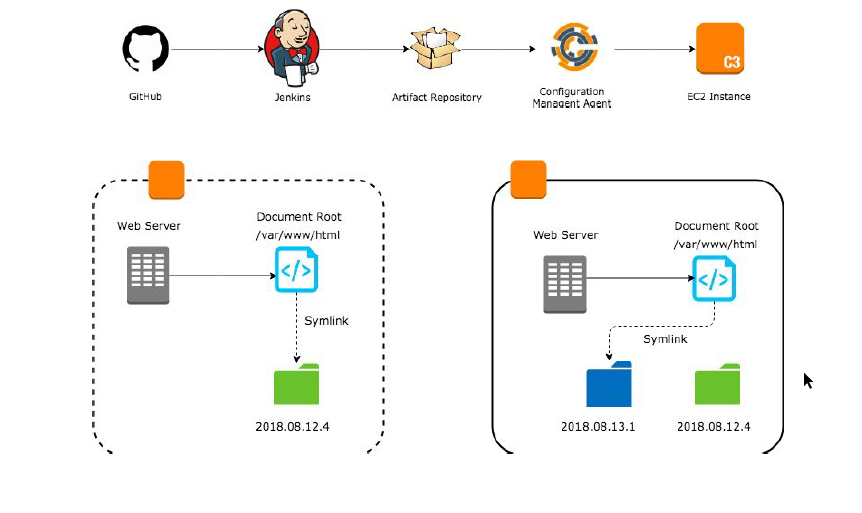 C3
GitHub
Jenkins
Artifact Repository
Configuration
Managent Agent
EC2 Instance
Web Server
Document Root
/var/www/html
</>
Symlink
2018.08.12.4
Web Server
Document Root
/var/www/html
</>
Symlink
2018.08.13.1
2018.08.12.4